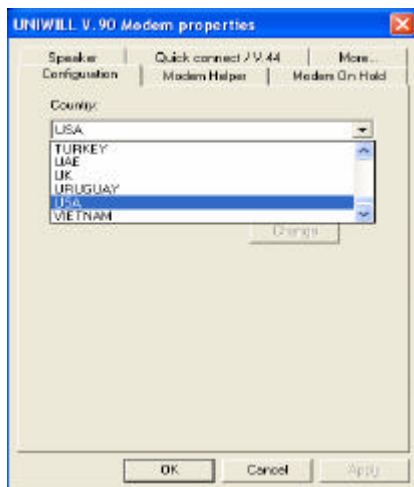 UNIWILL V.90 Modem properties
Speaker Quick connect / V.44 More...
Configuration Modem Helper Modem On Hold
Country:
USA
TURKEY
UAE
UK
URUGUAY
USA
VIETNAM
Change
OK Cancel Apply